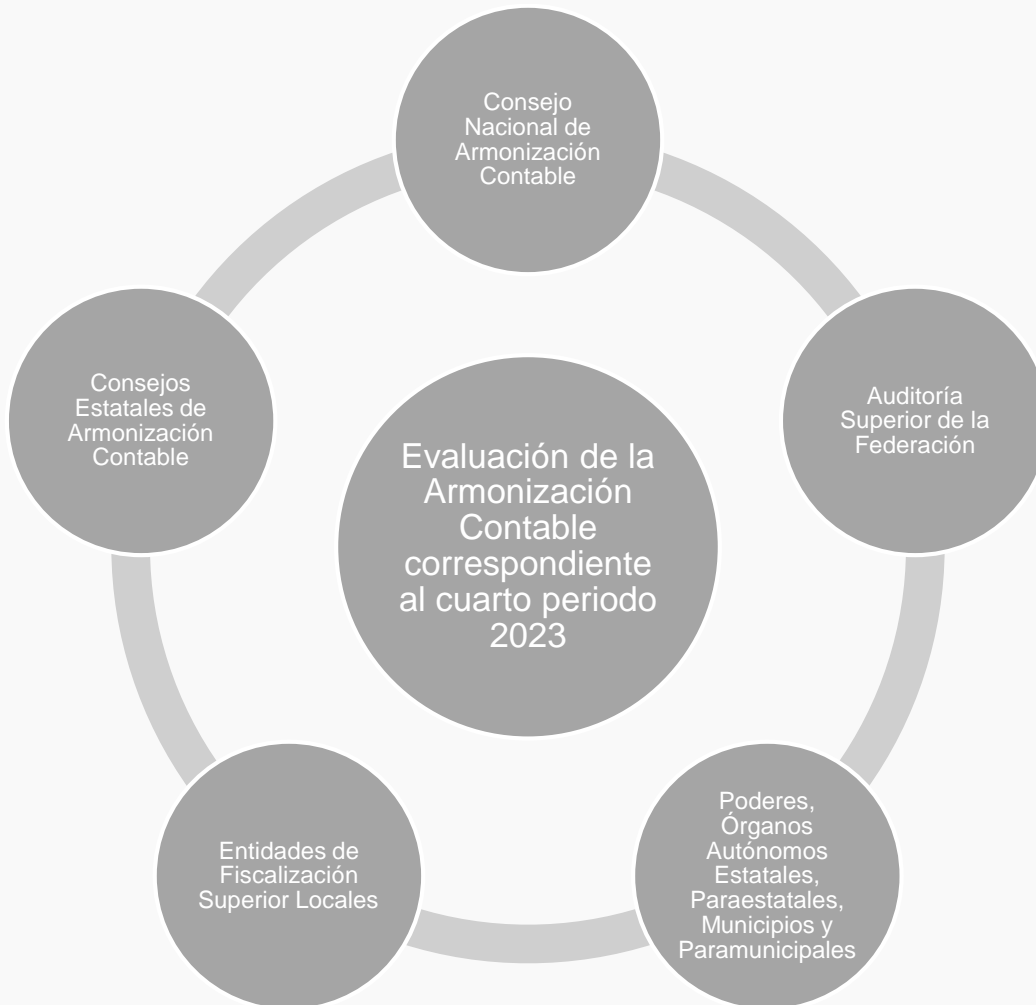 Consejo
Nacional de
Armonización
Contable
Auditoría
Superior de la
Federación
Poderes,
Órganos
Autónomos
Estatales,
Paraestatales,
Municipios y
Paramunicipales
Entidades de
Fiscalización
Superior Locales
Consejos
Estatales de
Armonización
Contable
Evaluación de la
Armonización
Contable
correspondiente
al cuarto periodo
2023